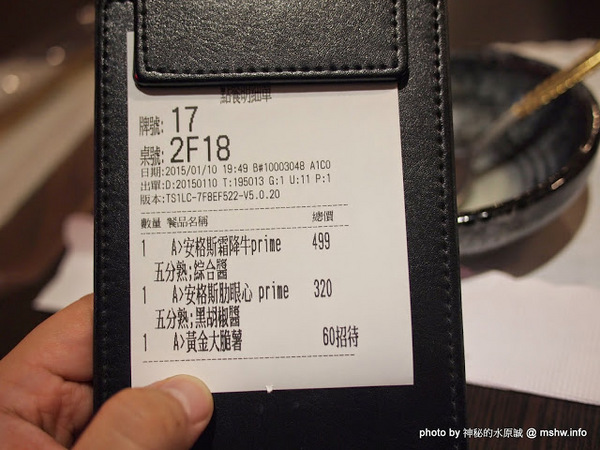 點餐明細單
牌號: 17
桌號: 2F18
日期:2015/01/10 19:49 B#10003048 A1C0
出單:D:20150110 T:195013 G:1 U:11 P:1
版本:TS1LC-7F8EF522-V5.0.20
數量 餐品名稱 總價
1 A>安格斯霜降牛prime 499
五分熟;綜合醬
1 A>安格斯肋眼心 prime 320
五分熟;黑胡椒醬
1 A>黃金大脆薯 60招待
photo by 神秘的水原誠 @ mshw.info